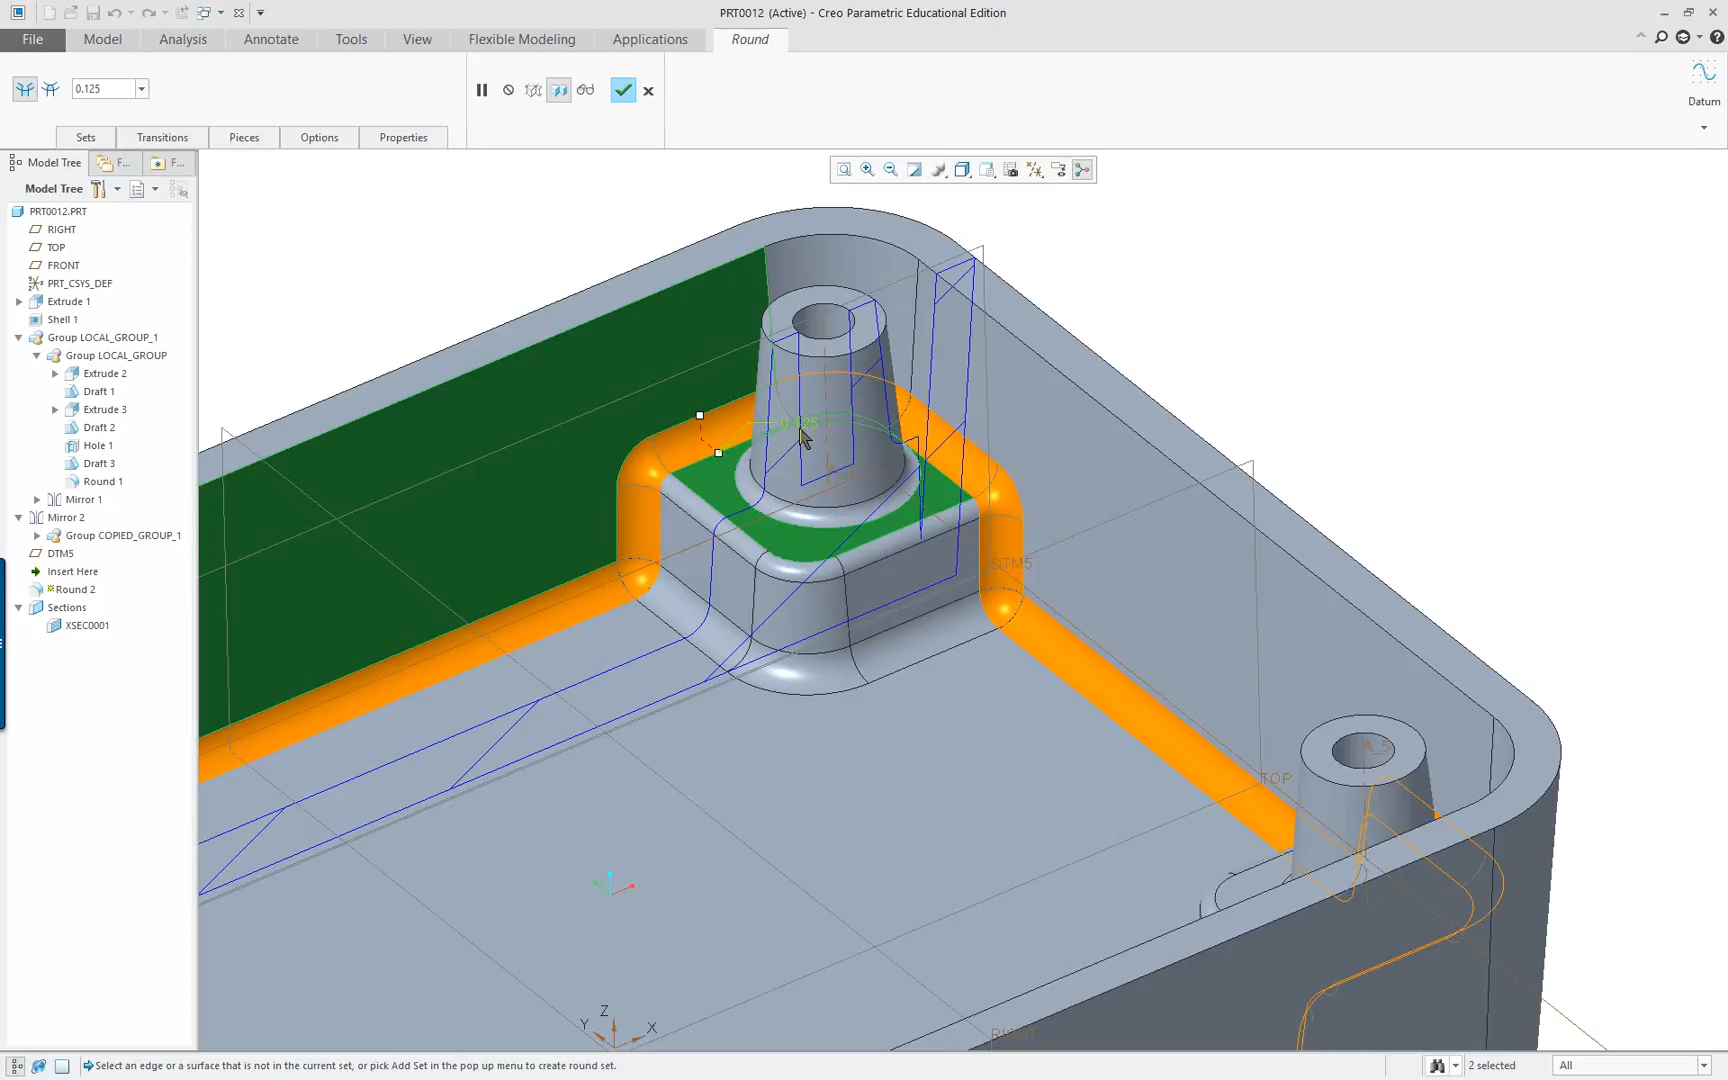 PRT0012 (Active) - Creo Parametric Educational Edition
File
Model
Analysis
Annotate
Tools
View
Flexible Modeling
Applications
Round
0.125
Datum
Sets
Transitions
Pieces
Options
Properties
Model Tree
F...
F...
Model Tree
PRT0012.PRT
RIGHT
TOP
FRONT
PRT_CSYS_DEF
Extrude 1
Shell 1
Group LOCAL_GROUP_1
Group LOCAL_GROUP
Extrude 2
Draft 1
Extrude 3
Draft 2
Hole 1
Draft 3
Round 1
Mirror 1
Mirror 2
Group COPIED_GROUP_1
DTM5
Insert Here
Round 2
Sections
XSEC0001
0.125
DTM5
A_5
TOP
RIGHT
Z
Y
X
Select an edge or a surface that is not in the current set, or pick Add Set in the pop up menu to create round set.
2 selected
All